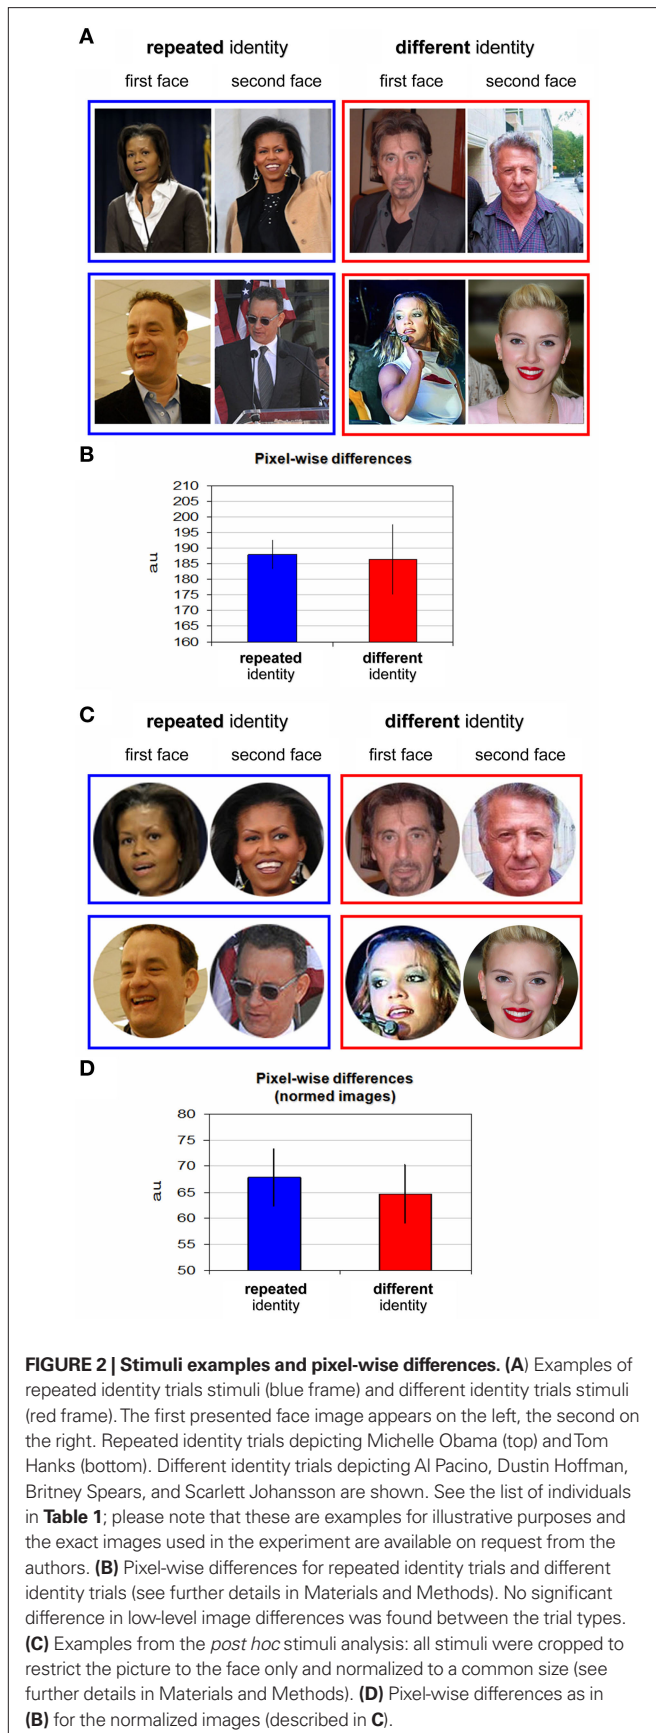 A
repeated identity
different identity
first face
second face
first face
second face
B
Pixel-wise differences
210
205
200
195
190
185
180
175
170
165
160
au
repeated
identity
different
identity
C
repeated identity
different identity
first face
second face
first face
second face
D
Pixel-wise differences
(normed images)
80
75
70
65
60
55
50
au
repeated
identity
different
identity
FIGURE 2 | Stimuli examples and pixel-wise differences. (A) Examples of
repeated identity trials stimuli (blue frame) and different identity trials stimuli
(red frame). The first presented face image appears on the left, the second on
the right. Repeated identity trials depicting Michelle Obama (top) and Tom
Hanks (bottom). Different identity trials depicting Al Pacino, Dustin Hoffman,
Britney Spears, and Scarlett Johansson are shown. See the list of individuals
in Table 1; please note that these are examples for illustrative purposes and
the exact images used in the experiment are available on request from the
authors. (B) Pixel-wise differences for repeated identity trials and different
identity trials (see further details in Materials and Methods). No significant
difference in low-level image differences was found between the trial types.
(C) Examples from the post hoc stimuli analysis: all stimuli were cropped to
restrict the picture to the face only and normalized to a common size (see
further details in Materials and Methods). (D) Pixel-wise differences as in
(B) for the normalized images (described in C).